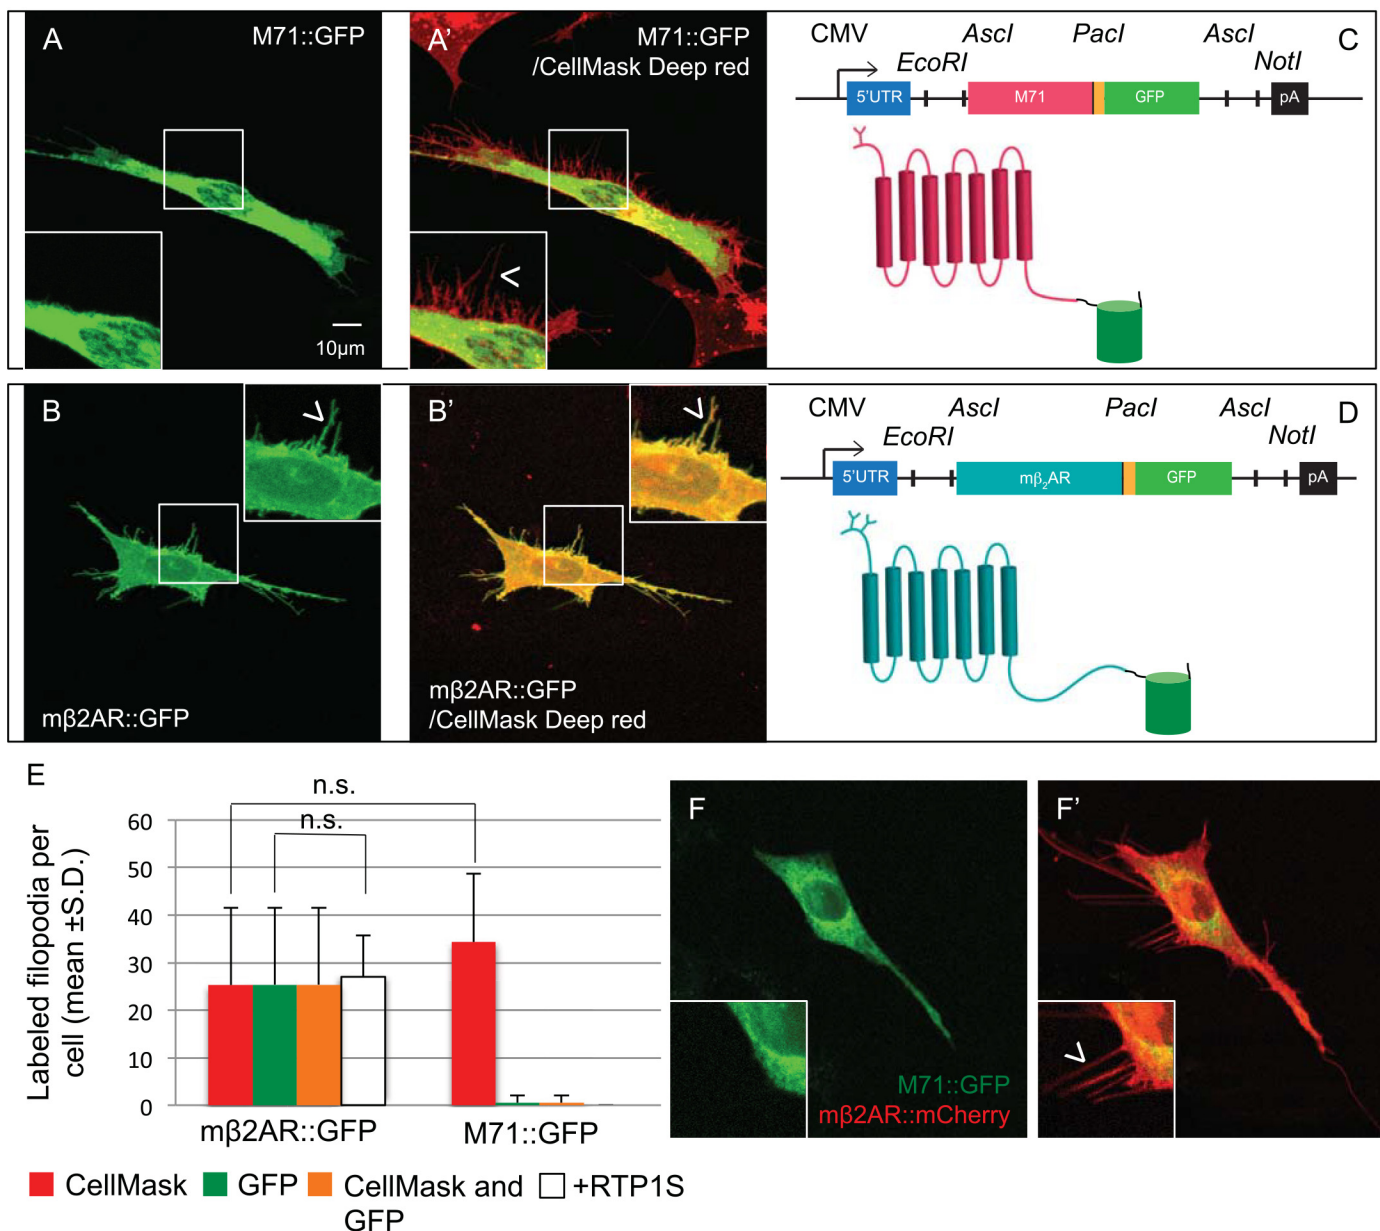 A
M71::GFP
10µm
A'
M71::GFP
/CellMask Deep red
C
CMV
EcoRI
AscI
PacI
AscI
NotI
5'UTR
M71
GFP
pA
B
mβ2AR::GFP
B'
mβ2AR::GFP
/CellMask Deep red
D
CMV
EcoRI
AscI
PacI
AscI
NotI
5'UTR
mβ₂AR
GFP
pA
E
n.s.
n.s.
Labeled filopodia per
cell (mean ±S.D.)
60
50
40
30
20
10
0
mβ2AR::GFP
M71::GFP
CellMask
GFP
CellMask and
GFP
+RTP1S
F
M71::GFP
mβ2AR::mCherry
F'